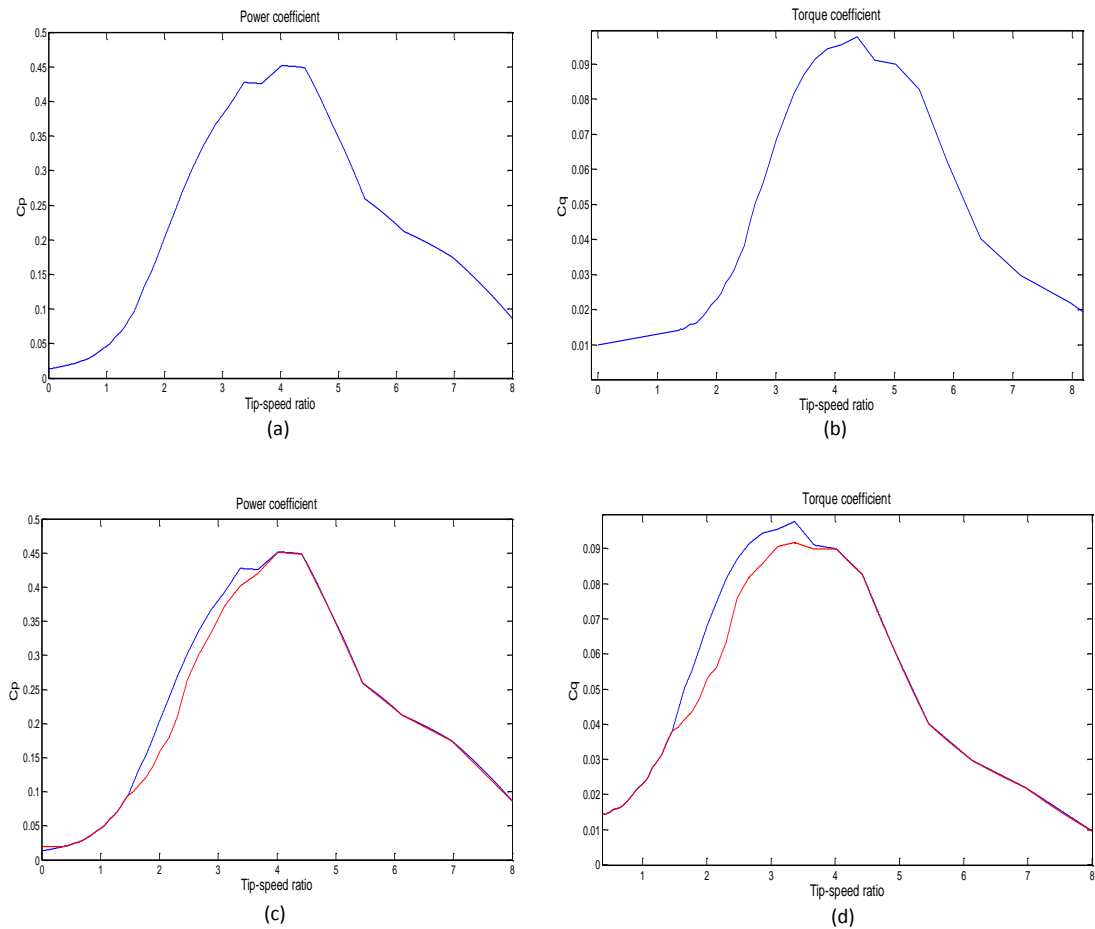 Power coefficient
0.5
0.45
0.4
0.35
0.3
0.25
0.2
0.15
0.1
0.05
0
Cp
0 1 2 3 4 5 6 7 8
Tip-speed ratio
(a)
Torque coefficient
0.09
0.08
0.07
0.06
0.05
0.04
0.03
0.02
0.01
Cq
0 1 2 3 4 5 6 7 8
Tip-speed ratio
(b)
Power coefficient
0.5
0.45
0.4
0.35
0.3
0.25
0.2
0.15
0.1
0.05
0
Cp
0 1 2 3 4 5 6 7 8
Tip-speed ratio
(c)
Torque coefficient
0.09
0.08
0.07
0.06
0.05
0.04
0.03
0.02
0.01
0
Cq
1 2 3 4 5 6 7 8
Tip-speed ratio
(d)